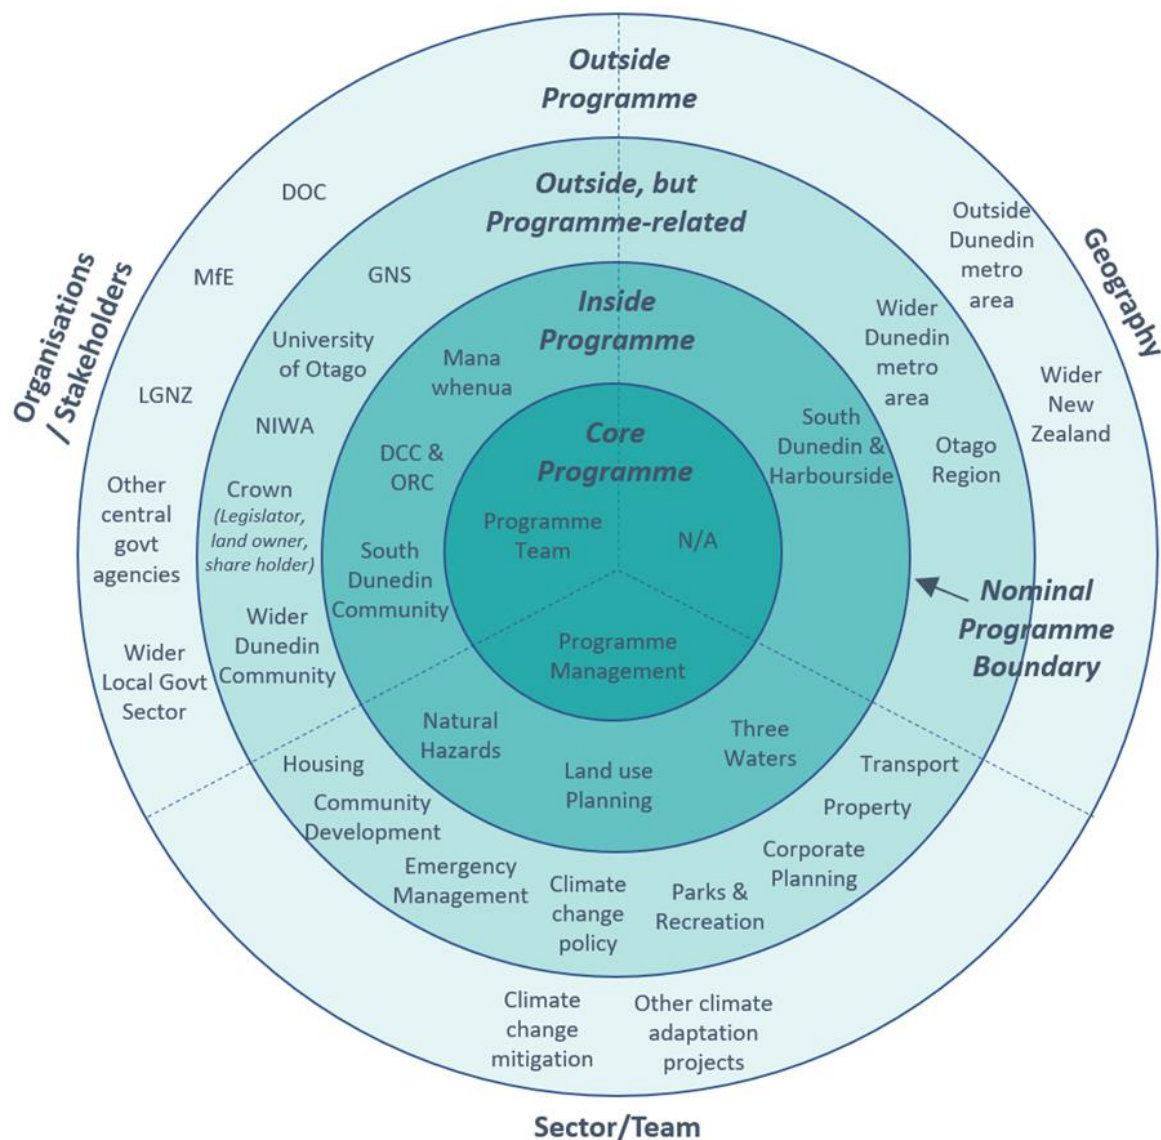 Outside
Programme
Outside, but
Programme-related
Inside
Programme
Core
Programme
Organisations
/ Stakeholders
DOC
MfE
LGNZ
Other
central
govt
agencies
Wider
Local Govt
Sector
GNS
University
of Otago
NIWA
Crown
(Legislator,
land owner,
share holder)
Wider
Dunedin
Community
Mana
whenua
DCC &
ORC
South
Dunedin
Community
Programme
Team
Geography
Outside
Dunedin
metro
area
Wider
New
Zealand
Wider
Dunedin
metro
area
Otago
Region
South
Dunedin &
Harbourside
N/A
Nominal
Programme
Boundary
Programme
Management
Natural
Hazards
Land use
Planning
Three
Waters
Housing
Community
Development
Emergency
Management
Climate
change
policy
Parks &
Recreation
Corporate
Planning
Property
Transport
Climate
change
mitigation
Other climate
adaptation
projects
Sector/Team